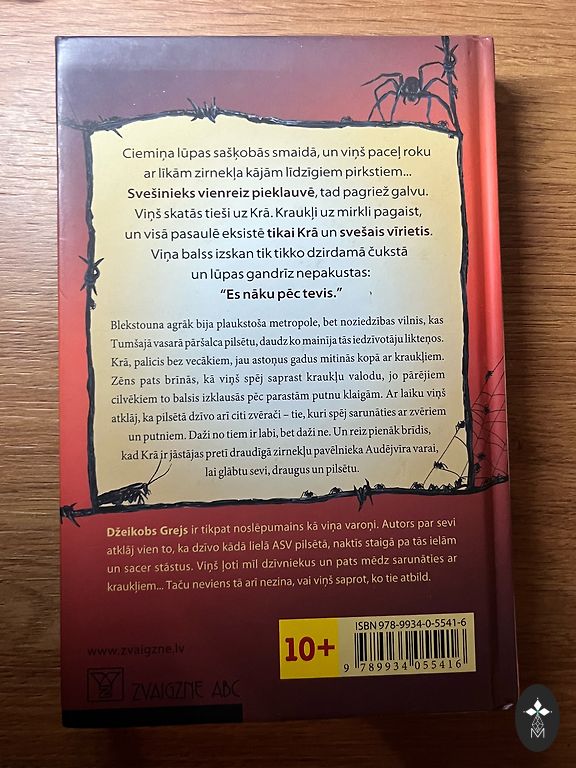 Ciemiņa lūpas sašķobās smaidā, un viņš paceļ roku
ar līkām zirnekļa kājām līdzīgiem pirkstiem...
Svešinieks vienreiz pieklauvē, tad pagriež galvu.
Viņš skatās tieši uz Krā. Kraukļi uz mirkli pagaist,
un visā pasaulē eksistē tikai Krā un svešais vīrietis.
Viņa balss izskan tik tikko dzirdamā čukstā
un lūpas gandrīz nepakustas:
“Es nāku pēc tevis.”
Blekstouna agrāk bija plaukstoša metropole, bet noziedzības vilnis, kas
Tumšajā vasarā pāršalca pilsētu, daudz ko mainīja tās iedzīvotāju likteņos.
Krā, palicis bez vecākiem, jau astoņus gadus mitinās kopā ar kraukļiem.
Zēns pats brīnās, kā viņš spēj saprast kraukļu valodu, jo pārējiem
cilvēkiem to balsis izklausās pēc parastām putnu klaigām. Ar laiku viņš
atklāj, ka pilsētā dzīvo arī citi zvērači – tie, kuri spēj sarunāties ar zvēriem
un putniem. Daži no tiem ir labi, bet daži ne. Un reiz pienāk brīdis,
kad Krā ir jāstājas pretī draudīgā zirnekļu pavēlnieka Audējvīra varai,
lai glābtu sevi, draugus un pilsētu.
Džeikobs Grejs ir tikpat noslēpumains kā viņa varoņi. Autors par sevi
atklāj vien to, ka dzīvo kādā lielā ASV pilsētā, naktīs staigā pa tās ielām
un sacer stāstus. Viņš ļoti mīl dzīvniekus un pats mēdz sarunāties ar
kraukļiem... Taču neviens tā arī nezina, vai viņš saprot, ko tie atbild.
www.zvaigzne.lv
ZVAIGZNE ABC
10+
ISBN 978-9934-0-5541-6
9 789934 055416
M